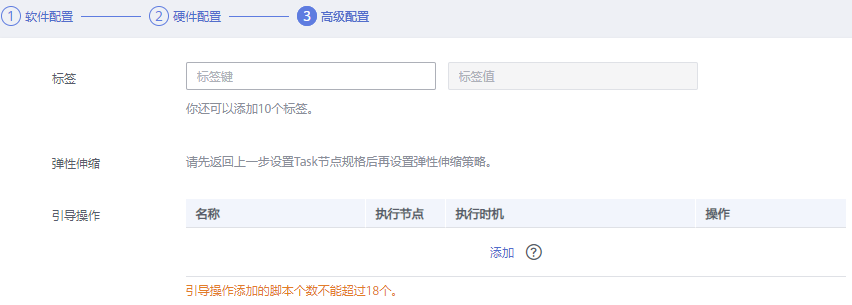 1 软件配置 2 硬件配置 3 高级配置
标签 标签键 标签值
你还可以添加10个标签。
弹性伸缩 请先返回上一步设置Task节点规格后再设置弹性伸缩策略。
引导操作 名称 执行节点 执行时机 操作
添加 ?
引导操作添加的脚本个数不能超过18个。